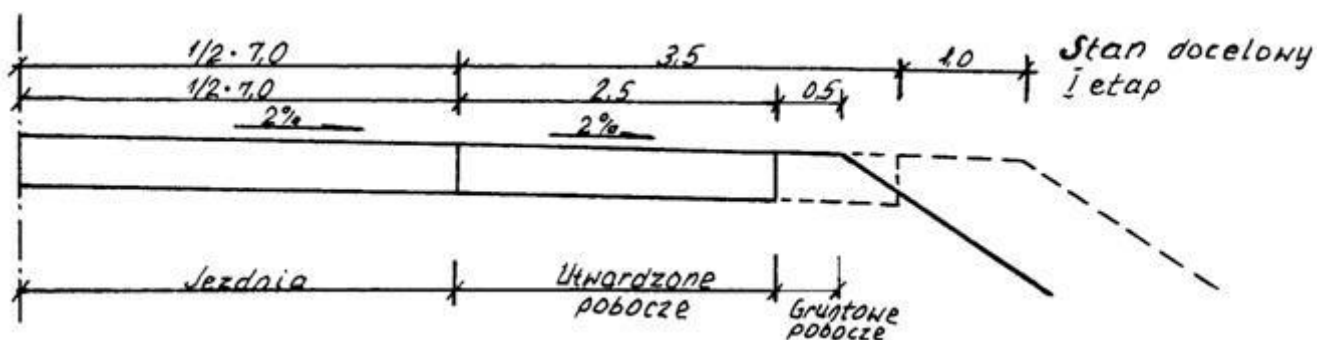 1/2·7,0
3,5
1,0
Stan docelowy
1/2·7,0
2,5
0,5
I etap
2%
2%
Jezdnia
Utwardzone
pobocze
Gruntowe
pobocze